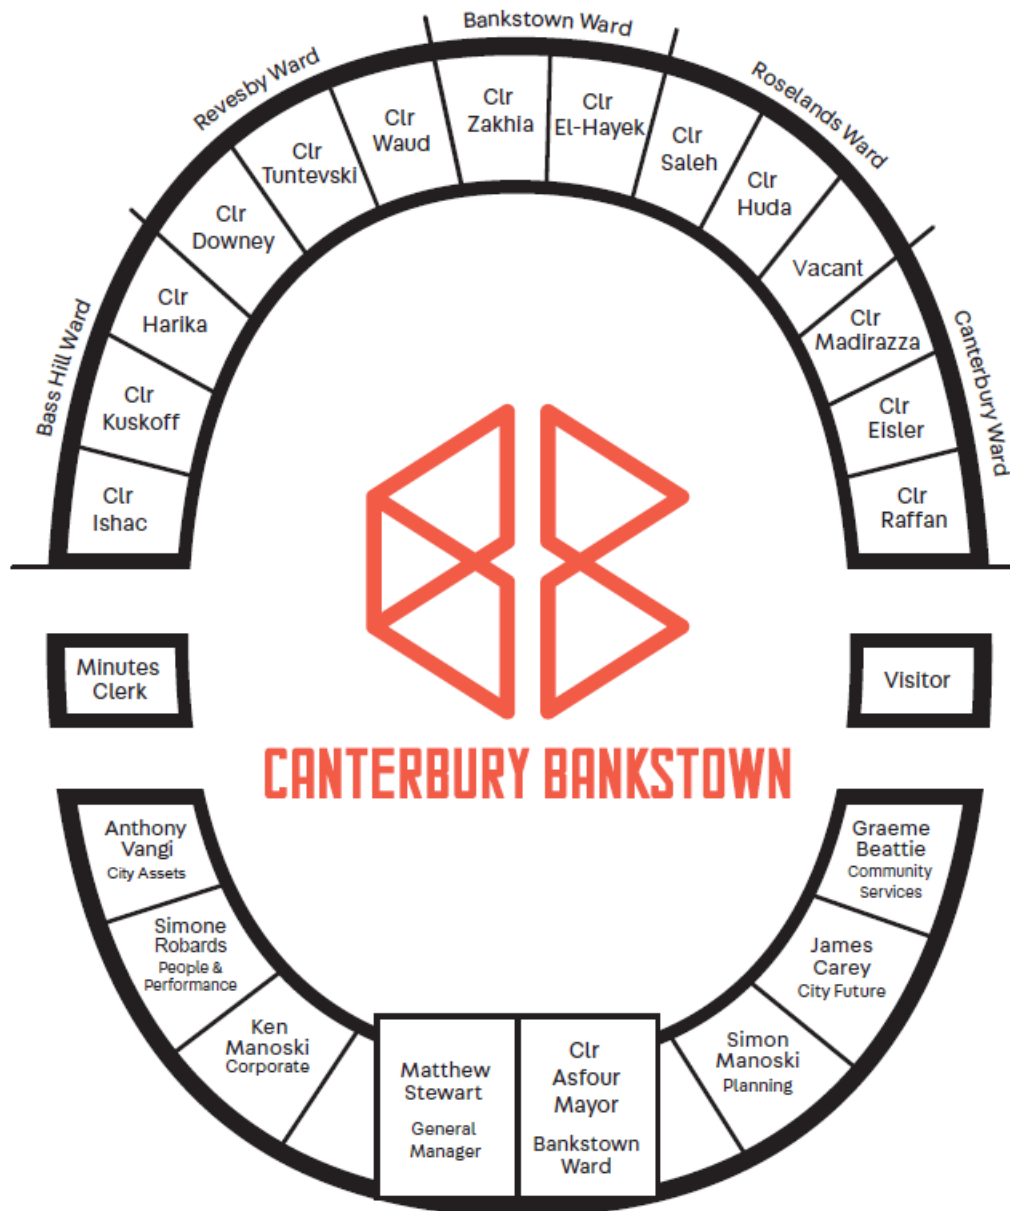 Bankstown Ward
Revesby Ward
Roselands Ward
Bass Hill Ward
Canterbury Ward
Clr
Ishac
Clr
Kuskoff
Clr
Harika
Clr
Downey
Clr
Tuntevski
Clr
Waud
Clr
Zakhia
Clr
El-Hayek
Clr
Saleh
Clr
Huda
Vacant
Clr
Madirazza
Clr
Eisler
Clr
Raffan
Minutes
Clerk
Visitor
CANTERBURY BANKSTOWN
Anthony
Vangi
City Assets
Simone
Robards
People &
Performance
Ken
Manoski
Corporate
Matthew
Stewart
General
Manager
Clr
Asfour
Mayor
Bankstown
Ward
Simon
Manoski
Planning
James
Carey
City Future
Graeme
Beattie
Community
Services